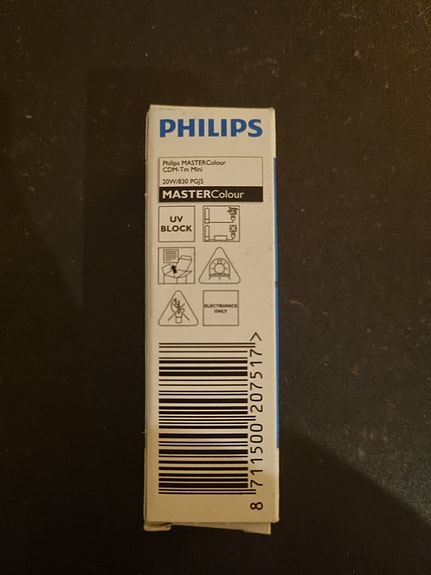 PHILIPS
Philips MASTERColour
CDM-Tm Mini
20W/830 PGJ5
MASTERColour
UV
BLOCK
ELECTRONICS
ONLY
8 711500 207517 >